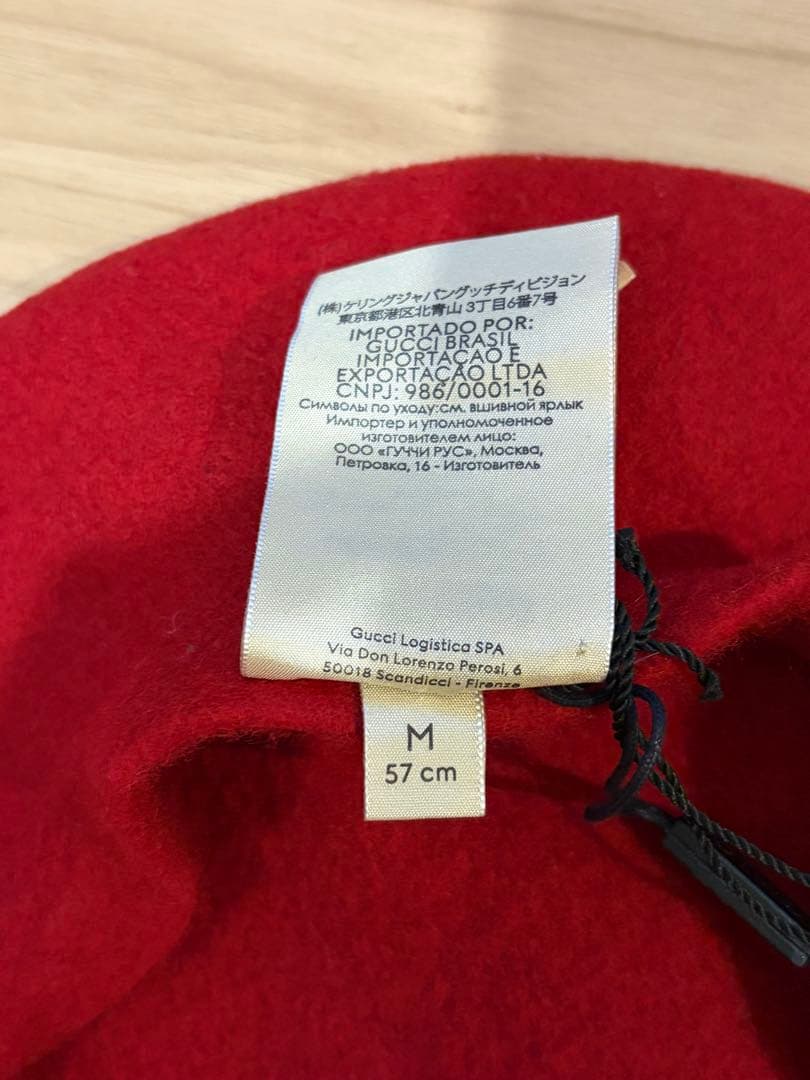 (株)ケリングジャパングッチディビジョン
東京都港区北青山3丁目6番7号
IMPORTADO POR:
GUCCI BRASIL
IMPORTAÇAO E
EXPORTAÇAO LTDA
CNPJ: 986/0001-16
Символы по уходу:см. вшивной ярлык
Импортер и уполномоченное
изготовителем лицо:
ООО «ГУЧЧИ РУС», Москва,
Петровка, 16 - Изготовитель
Gucci Logistica SPA
Via Don Lorenzo Perosi, 6
50018 Scandicci - Firenze
M
57 cm